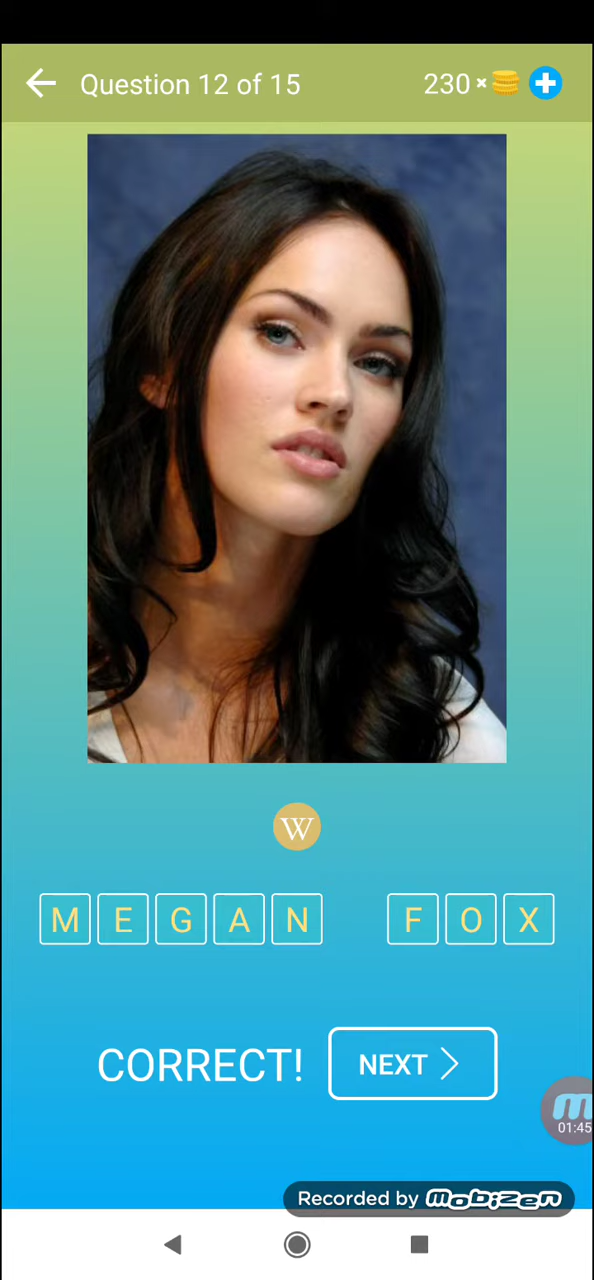 Question 12 of 15
230 ×
W
MEGAN FOX
CORRECT!
NEXT
m
01:45
Recorded by mobizen